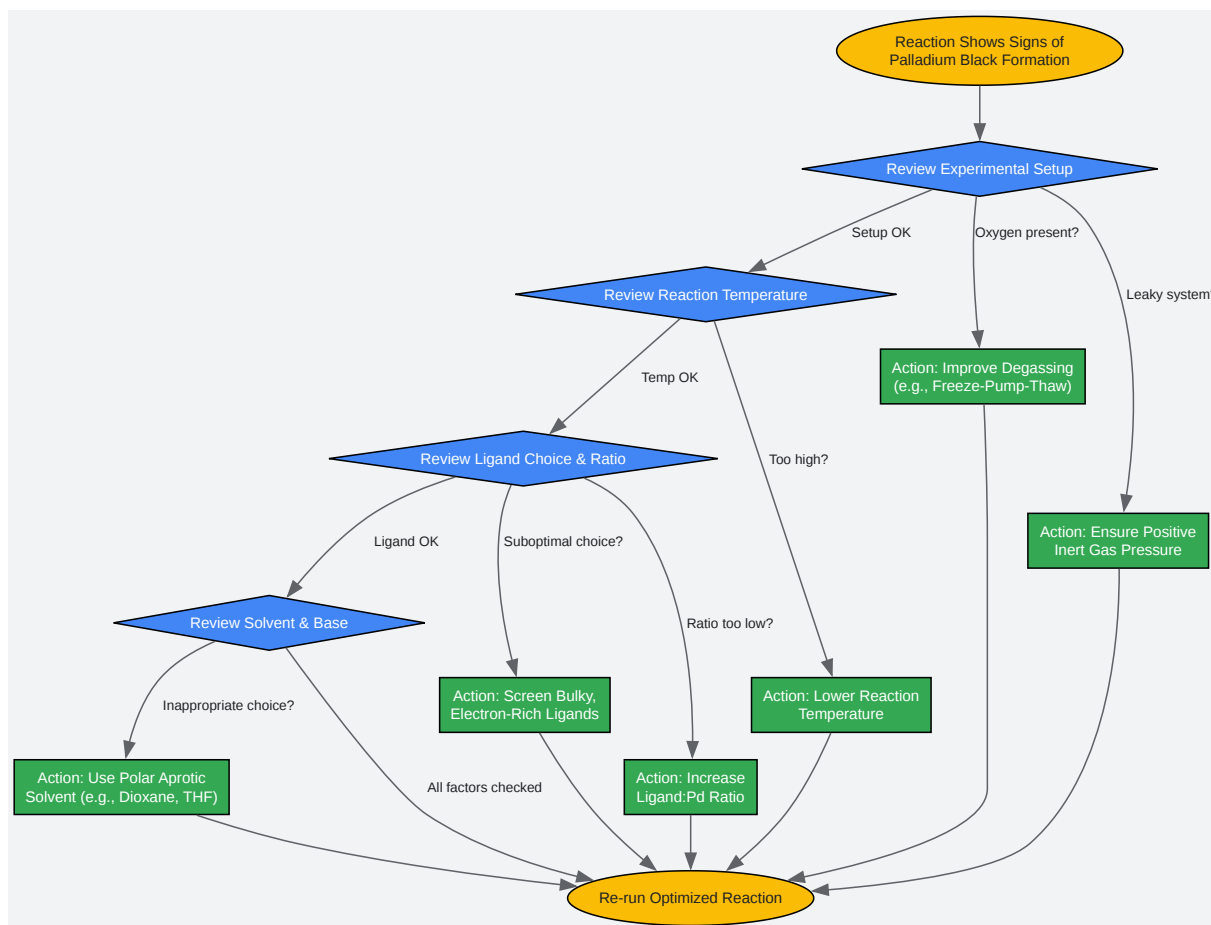 Reaction Shows Signs of
Palladium Black Formation
Review Experimental Setup
Setup OK
Oxygen present?
Leaky system?
Review Reaction Temperature
Action: Improve Degassing
(e.g., Freeze-Pump-Thaw)
Temp OK
Too high?
Review Ligand Choice & Ratio
Action: Ensure Positive
Inert Gas Pressure
Ligand OK
Suboptimal choice?
Ratio too low?
Review Solvent & Base
Action: Screen Bulky,
Electron-Rich Ligands
Action: Lower Reaction
Temperature
Inappropriate choice?
Action: Use Polar Aprotic
Solvent (e.g., Dioxane, THF)
All factors checked
Action: Increase
Ligand:Pd Ratio
Re-run Optimized Reaction